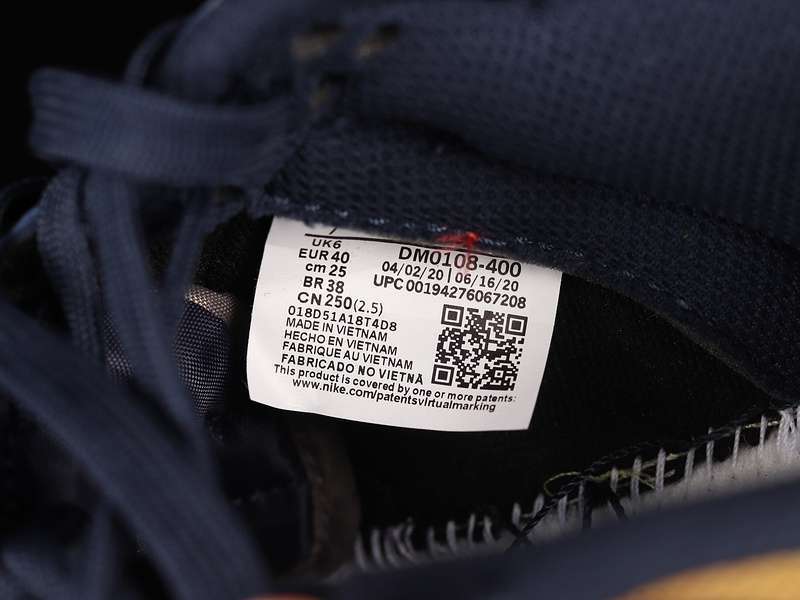 UK6
EUR 40
cm 25
BR 38
CN 250(2.5)
DM0108-400
04/02/20 | 06/16/20
UPC 00194276067208
018D51A18T4D8
MADE IN VIETNAM
HECHO EN VIETNAM
FABRIQUE AU VIETNAM
FABRICADO NO VIETNÃ
This product is covered by one or more patents:
www.nike.com/patentsvirtualmarking